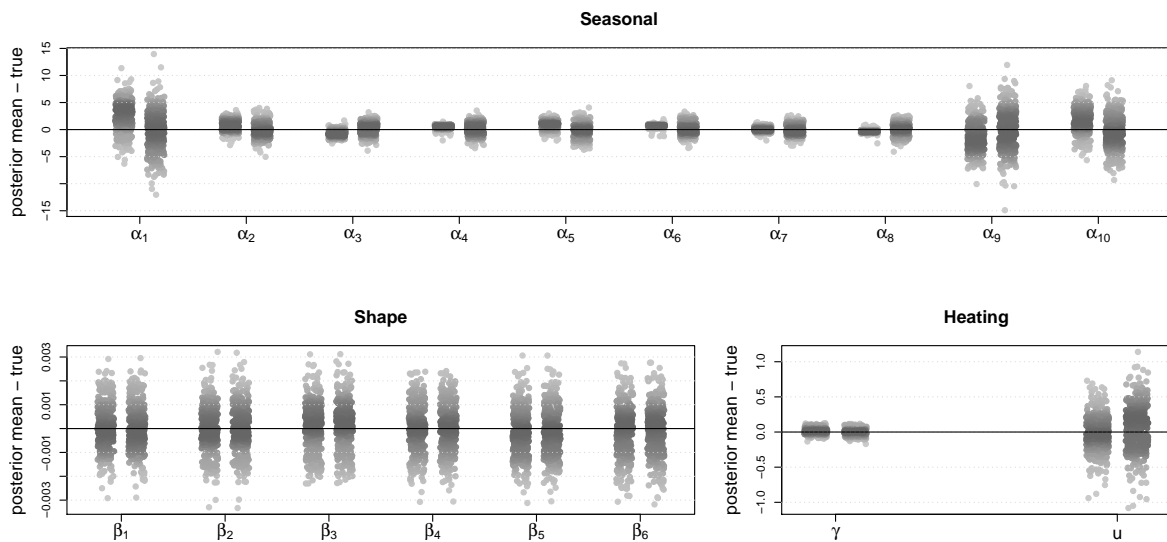 Seasonal
posterior mean − true
15
10
5
0
−5
−15
α1 α2 α3 α4 α5 α6 α7 α8 α9 α10
Shape
posterior mean − true
0.003
0.001
−0.001
−0.003
β1 β2 β3 β4 β5 β6
Heating
posterior mean − true
1.0
0.5
0.0
−0.5
−1.0
γ u